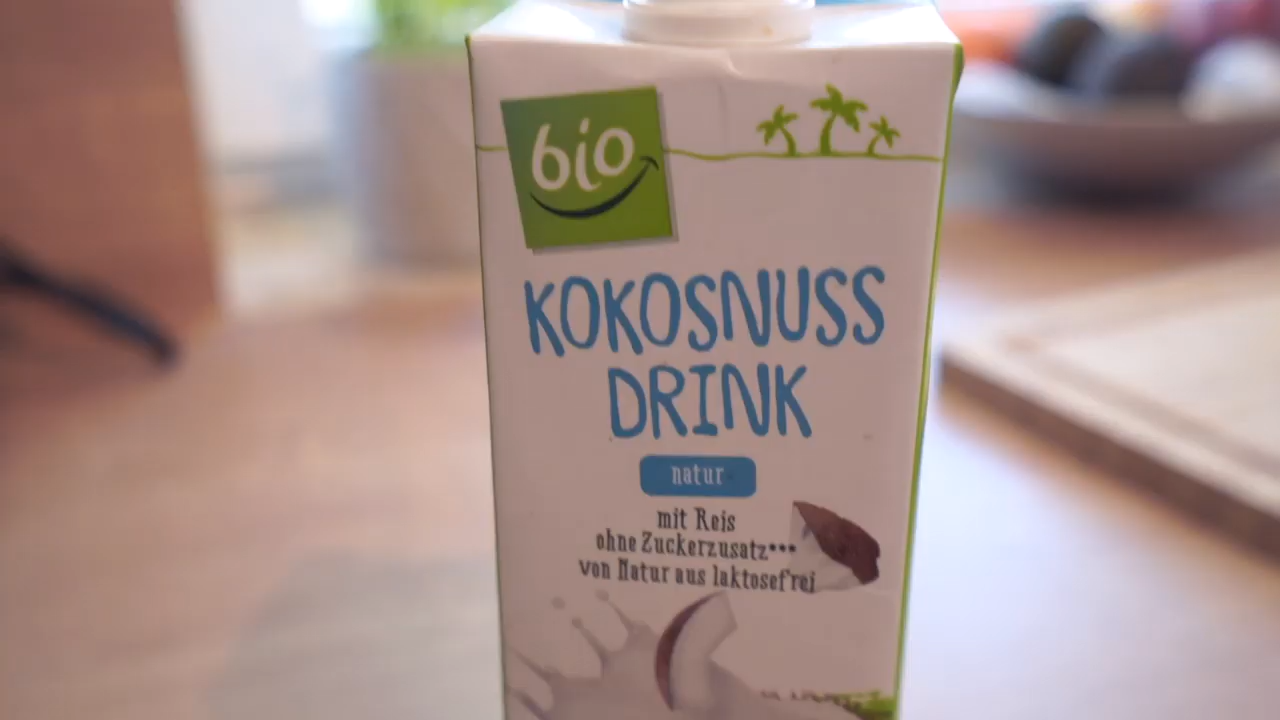 bio
KOKOSNUSS
DRINK
natur
mit Reis
ohne Zuckerzusatz***
von Natur aus laktosefrei